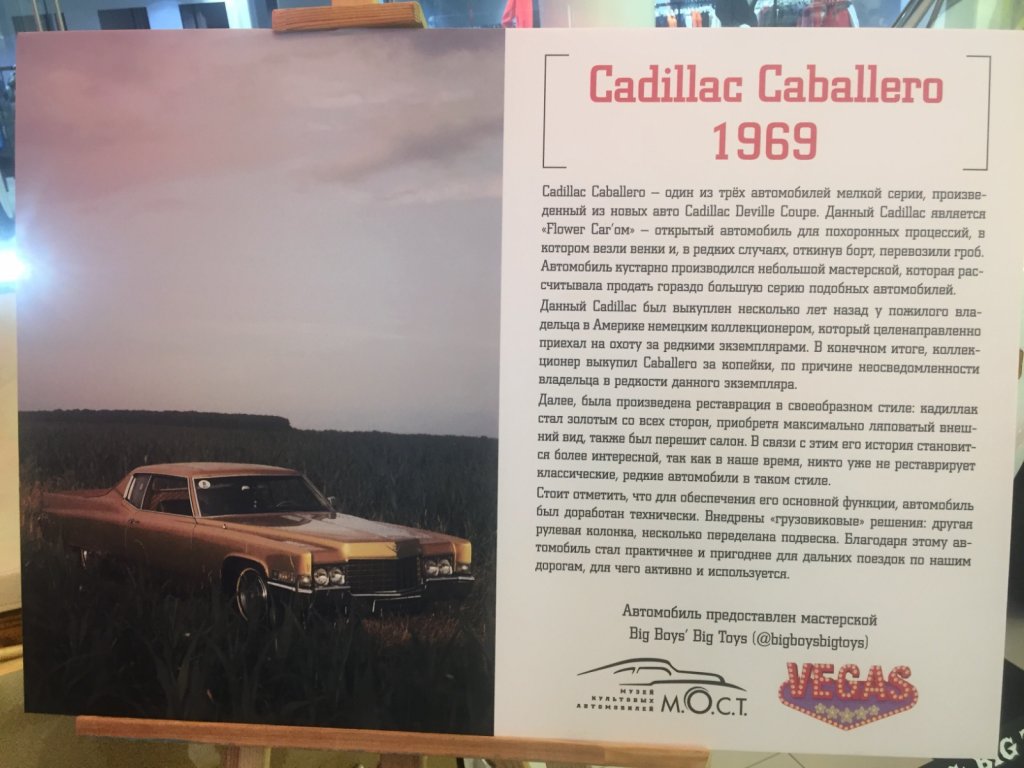 Cadillac Caballero
1969
Cadillac Caballero – один из трёх автомобилей мелкой серии, произве-
денный из новых авто Cadillac Deville Coupe. Данный Cadillac является
«Flower Car'ом» – открытый автомобиль для похоронных процессий, в
котором везли венки и, в редких случаях, откинув борт, перевозили гроб.
Автомобиль кустарно производился небольшой мастерской, которая рас-
считывала продать гораздо большую серию подобных автомобилей.
Данный Cadillac был выкуплен несколько лет назад у пожилого вла-
дельца в Америке немецким коллекционером, который целенаправленно
приехал на охоту за редкими экземплярами. В конечном итоге, коллек-
ционер выкупил Caballero за копейки, по причине неосведомленности
владельца в редкости данного экземпляра.
Далее, была произведена реставрация в своеобразном стиле: кадиллак
стал золотым со всех сторон, приобретя максимально ляповатый внеш-
ний вид, также был перешит салон. В связи с этим его история становит-
ся более интересной, так как в наше время, никто уже не реставрирует
классические, редкие автомобили в таком стиле.
Стоит отметить, что для обеспечения его основной функции, автомобиль
был доработан технически. Внедрены «грузовиковые» решения: другая
рулевая колонка, несколько переделана подвеска. Благодаря этому ав-
томобиль стал практичнее и пригоднее для дальних поездок по нашим
дорогам, для чего активно и используется.
Автомобиль предоставлен мастерской
Big Boys' Big Toys (@bigboysbigtoys)
МУЗЕЙ
КУЛЬТОВЫХ
АВТОМОБИЛЕЙ
М.О.С.Т.
VEGAS
BIG